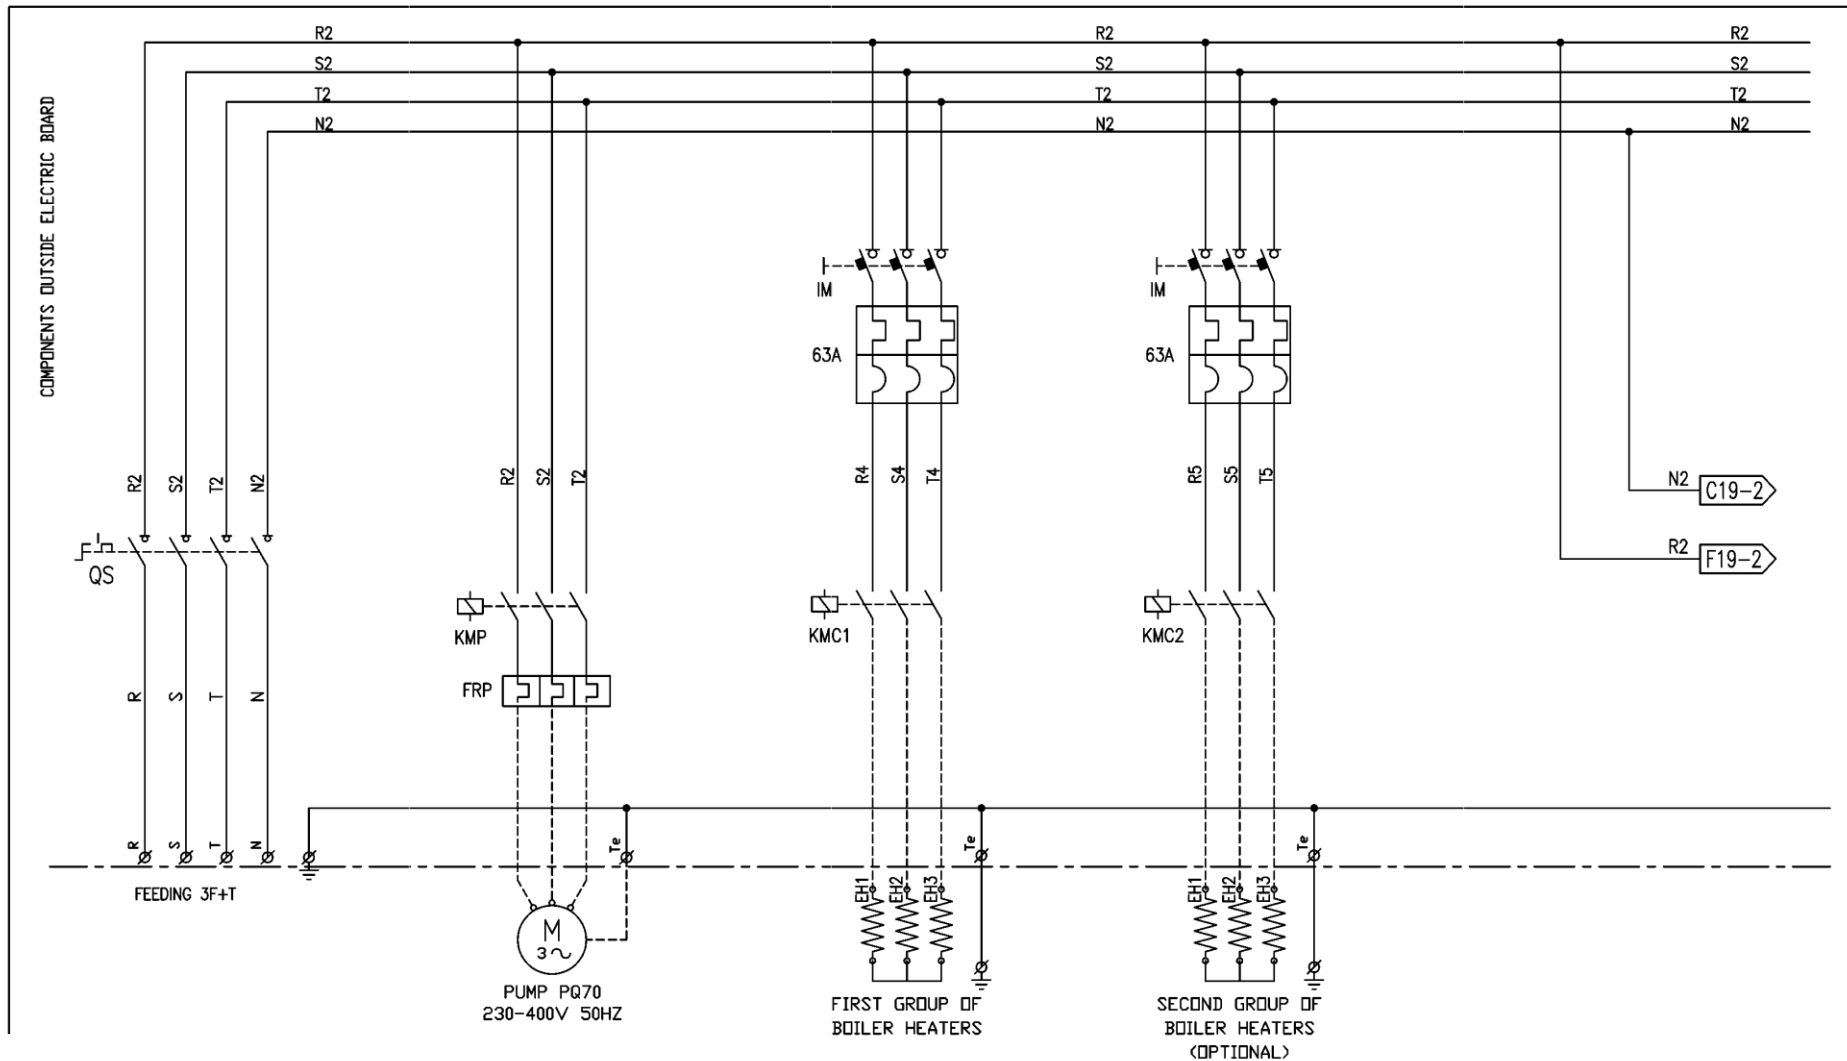 R2 R2 R2
S2 S2 S2
T2 T2 T2
N2 N2 N2
COMPONENTS OUTSIDE ELECTRIC BOARD
IM IM
63A 63A
R2 S2 T2 N2 R2 S2 T2 R4 S4 T4 R5 S5 T5
N2 C19-2
R2 F19-2
QS
KMP KMC1 KMC2
FRP
R S T N
R S T N Te Te Te
FEEDING 3F+T
EH1 EH2 EH3 EH1 EH2 EH3
M
3~
PUMP PQ70
230-400V 50HZ
FIRST GROUP OF
BOILER HEATERS
SECOND GROUP OF
BOILER HEATERS
(OPTIONAL)